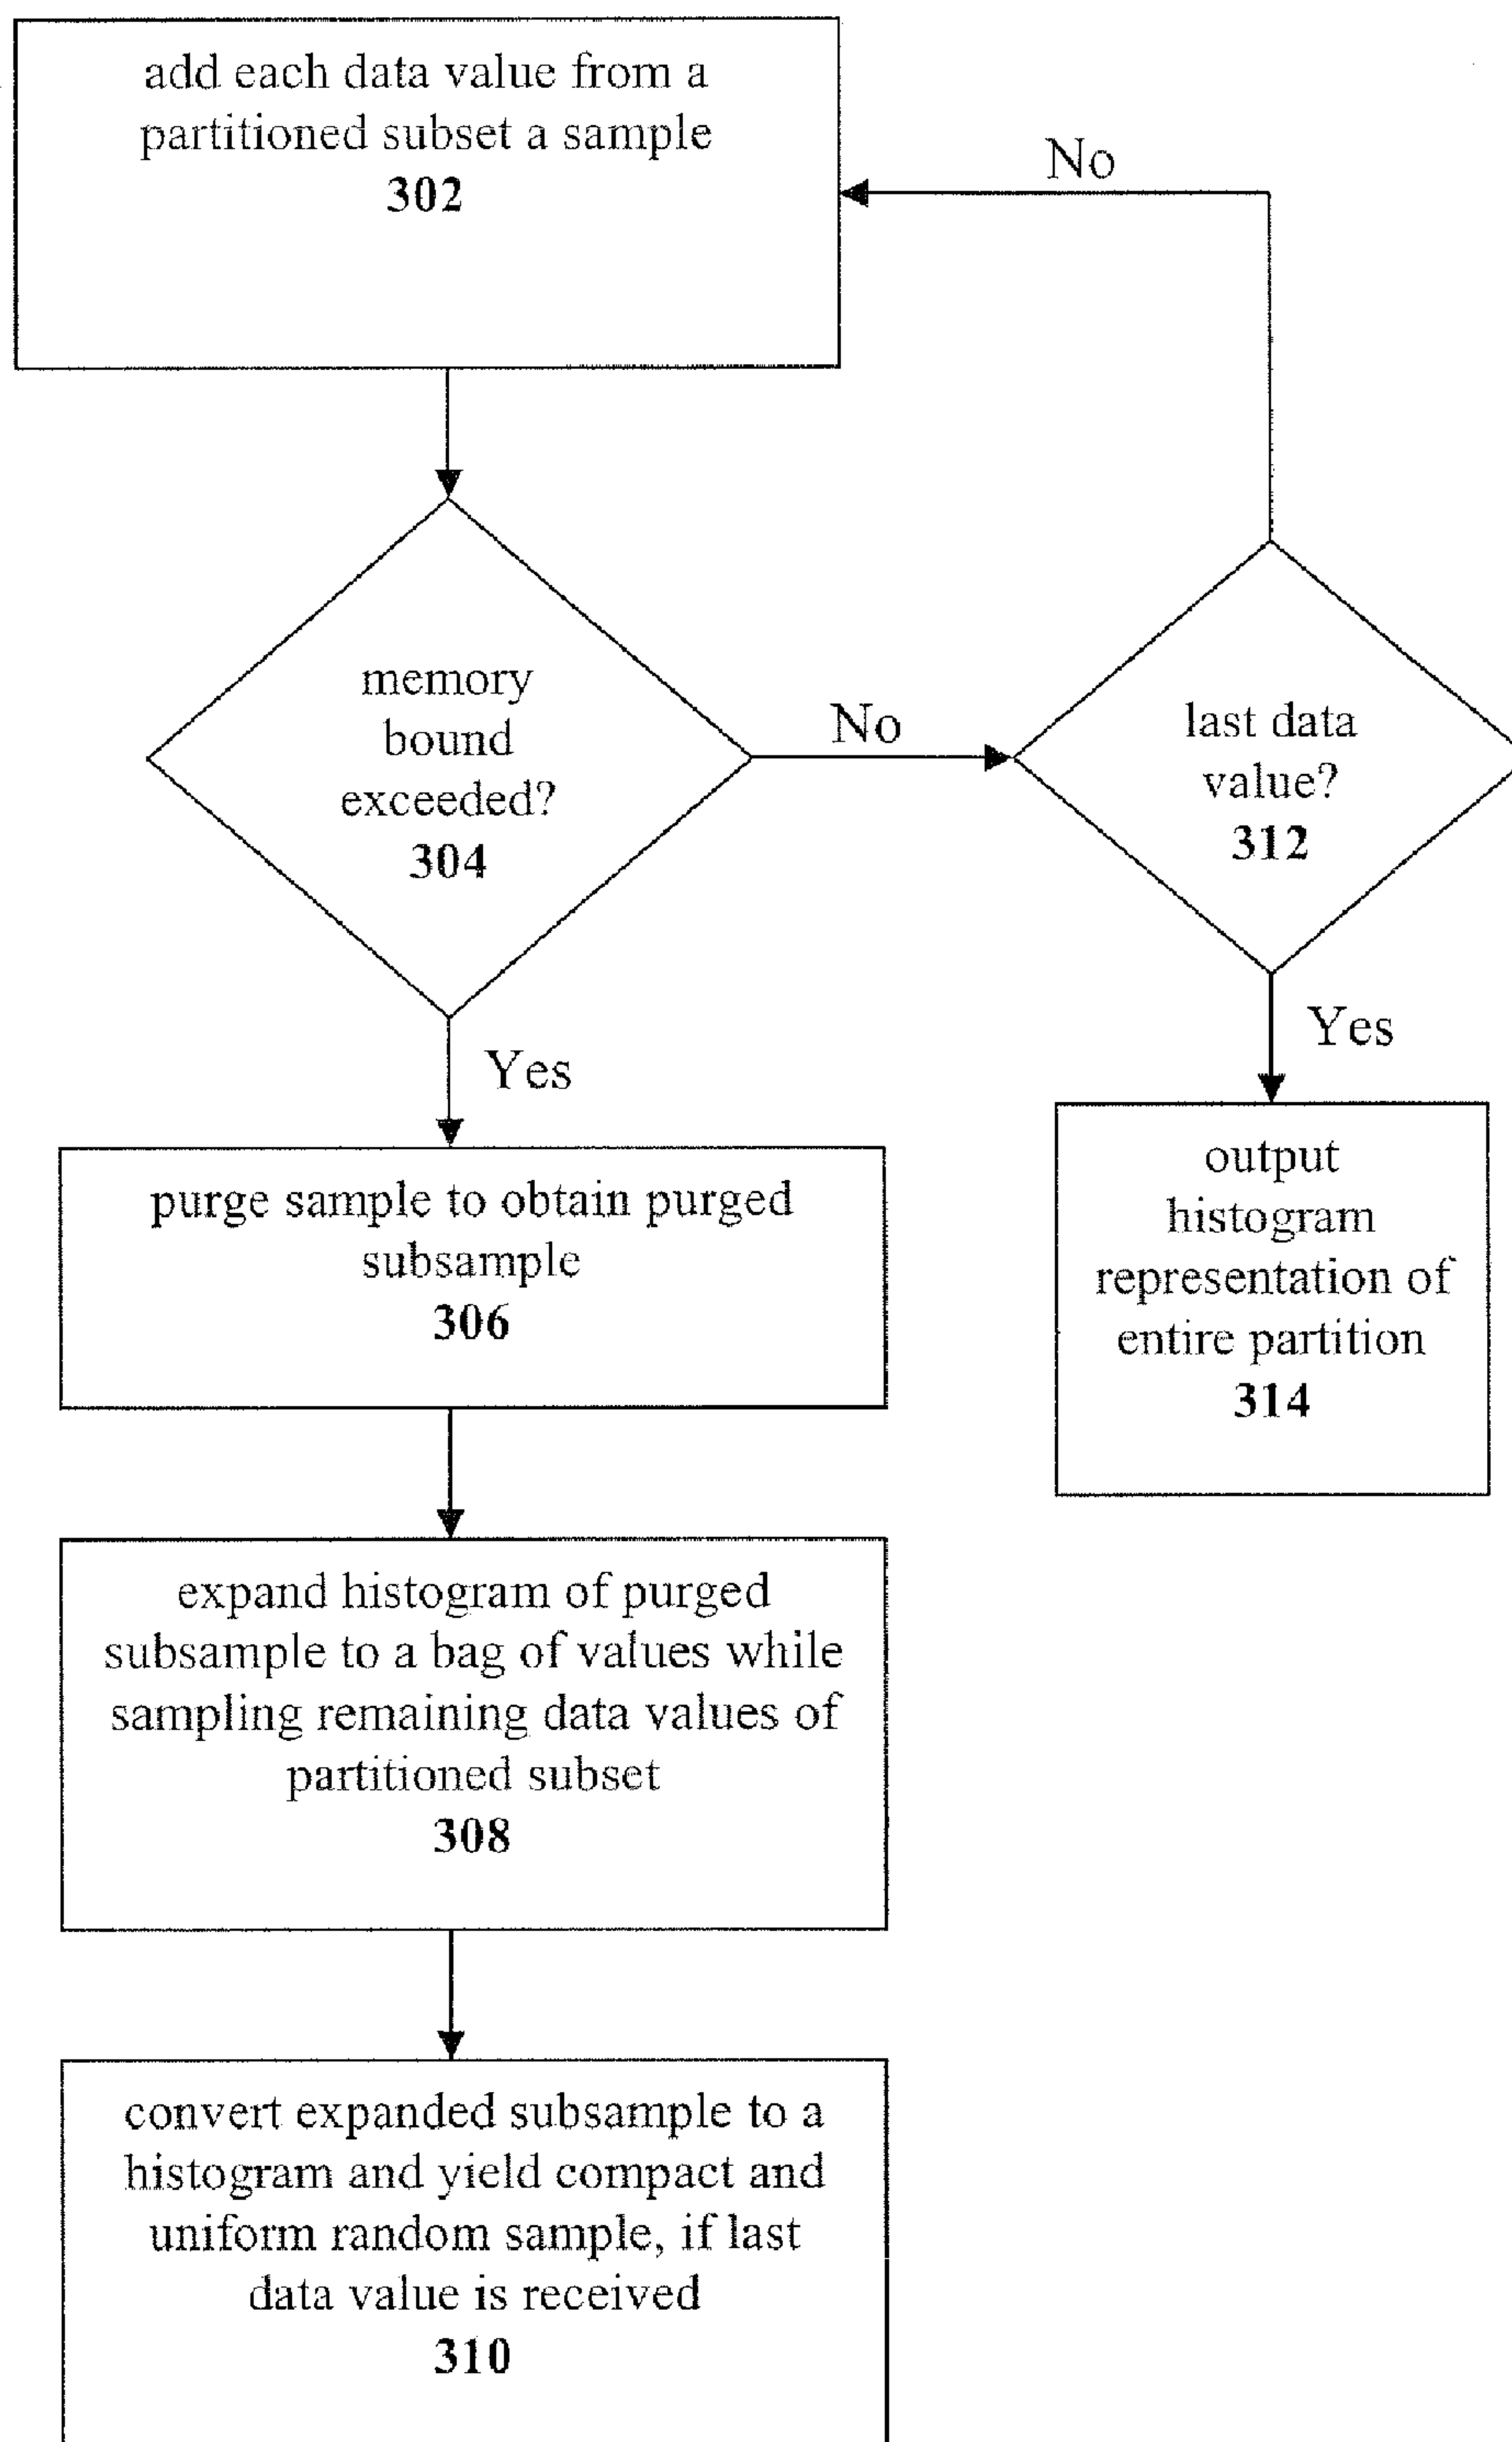 add each data value from a
partitioned subset a sample
302
No
memory
bound
exceeded?
304
No
last data
value?
312
Yes
Yes
purge sample to obtain purged
subsample
306
output
histogram
representation of
entire partition
314
expand histogram of purged
subsample to a bag of values while
sampling remaining data values of
partitioned subset
308
convert expanded subsample to a
histogram and yield compact and
uniform random sample, if last
data value is received
310